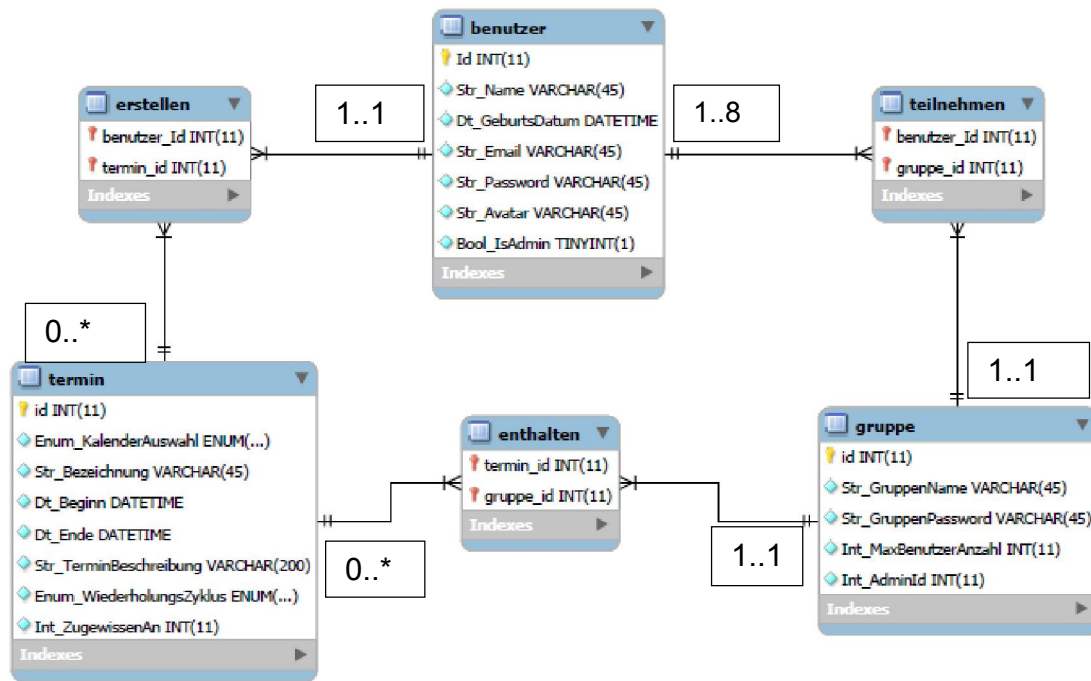 benutzer
Id INT(11)
Str_Name VARCHAR(45)
Dt_GeburtsDatum DATETIME
Str_Email VARCHAR(45)
Str_Password VARCHAR(45)
Str_Avatar VARCHAR(45)
Bool_IsAdmin TINYINT(1)
Indexes
erstellen
benutzer_Id INT(11)
termin_id INT(11)
Indexes
1..1
1..8
teilnehmen
benutzer_Id INT(11)
gruppe_id INT(11)
Indexes
0..*
1..1
termin
id INT(11)
Enum_KalenderAuswahl ENUM(...)
Str_Bezeichnung VARCHAR(45)
Dt_Beginn DATETIME
Dt_Ende DATETIME
Str_TerminBeschreibung VARCHAR(200)
Enum_WiederholungsZyklus ENUM(...)
Int_ZugewissenAn INT(11)
Indexes
enthalten
termin_id INT(11)
gruppe_id INT(11)
Indexes
0..*
1..1
gruppe
id INT(11)
Str_GruppenName VARCHAR(45)
Str_GruppenPassword VARCHAR(45)
Int_MaxBenutzerAnzahl INT(11)
Int_AdminId INT(11)
Indexes